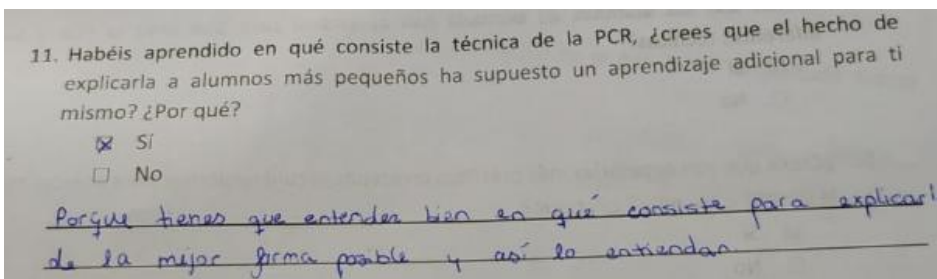 11. Habéis aprendido en qué consiste la técnica de la PCR, ¿crees que el hecho de
explicarla a alumnos más pequeños ha supuesto un aprendizaje adicional para ti
mismo? ¿Por qué?
Sí
No
Porque tienes que entender bien en qué consiste para explicarl
de la mejor forma posible y así lo entiendan